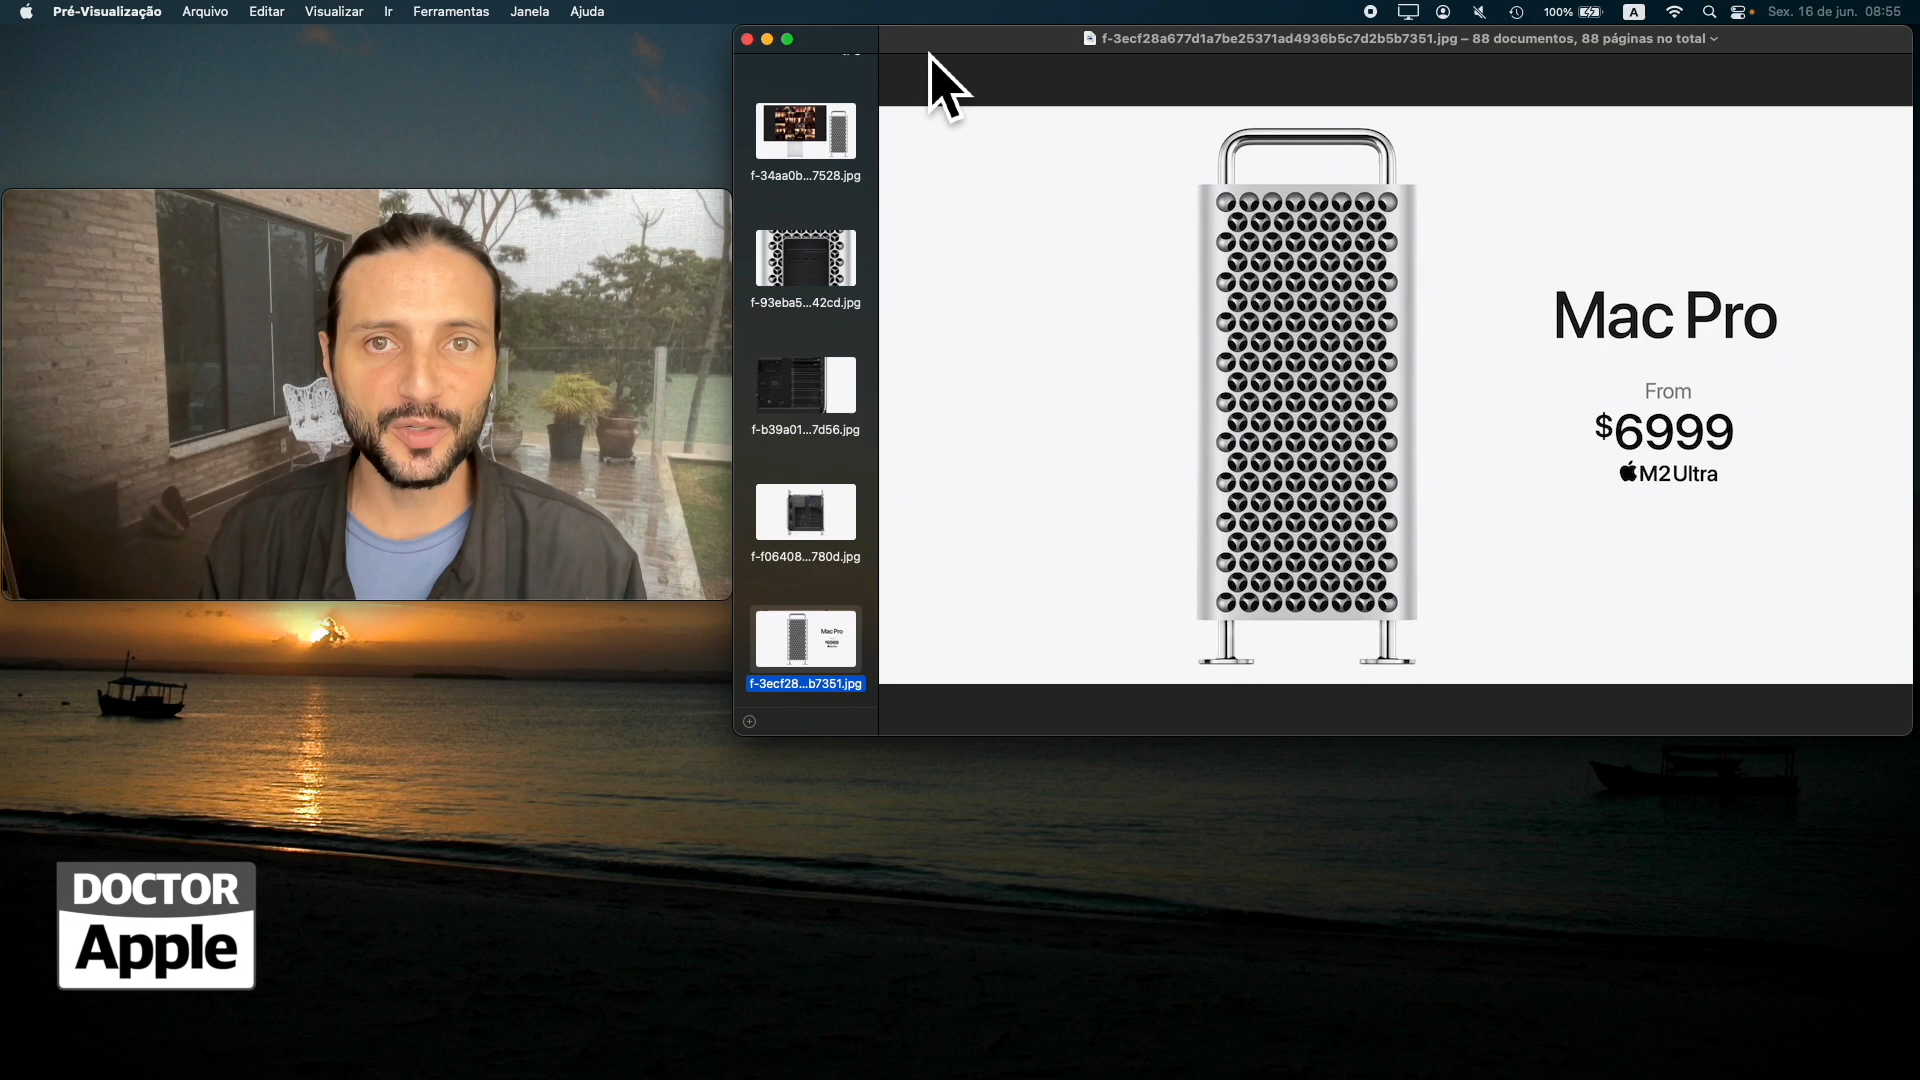 Pré-Visualização Arquivo Editar Visualizar Ir Ferramentas Janela Ajuda
100% A Sex. 16 de jun. 08:55
f-3ecf28a677d1a7be25371ad4936b5c7d2b5b7351.jpg – 88 documentos, 88 páginas no total
f-34aa0b...7528.jpg
f-93eba5...42cd.jpg
f-b39a01...7d56.jpg
f-f06408...780d.jpg
Mac Pro
f-3ecf28...b7351.jpg
Mac Pro
From
$6999
M2 Ultra
DOCTOR
Apple